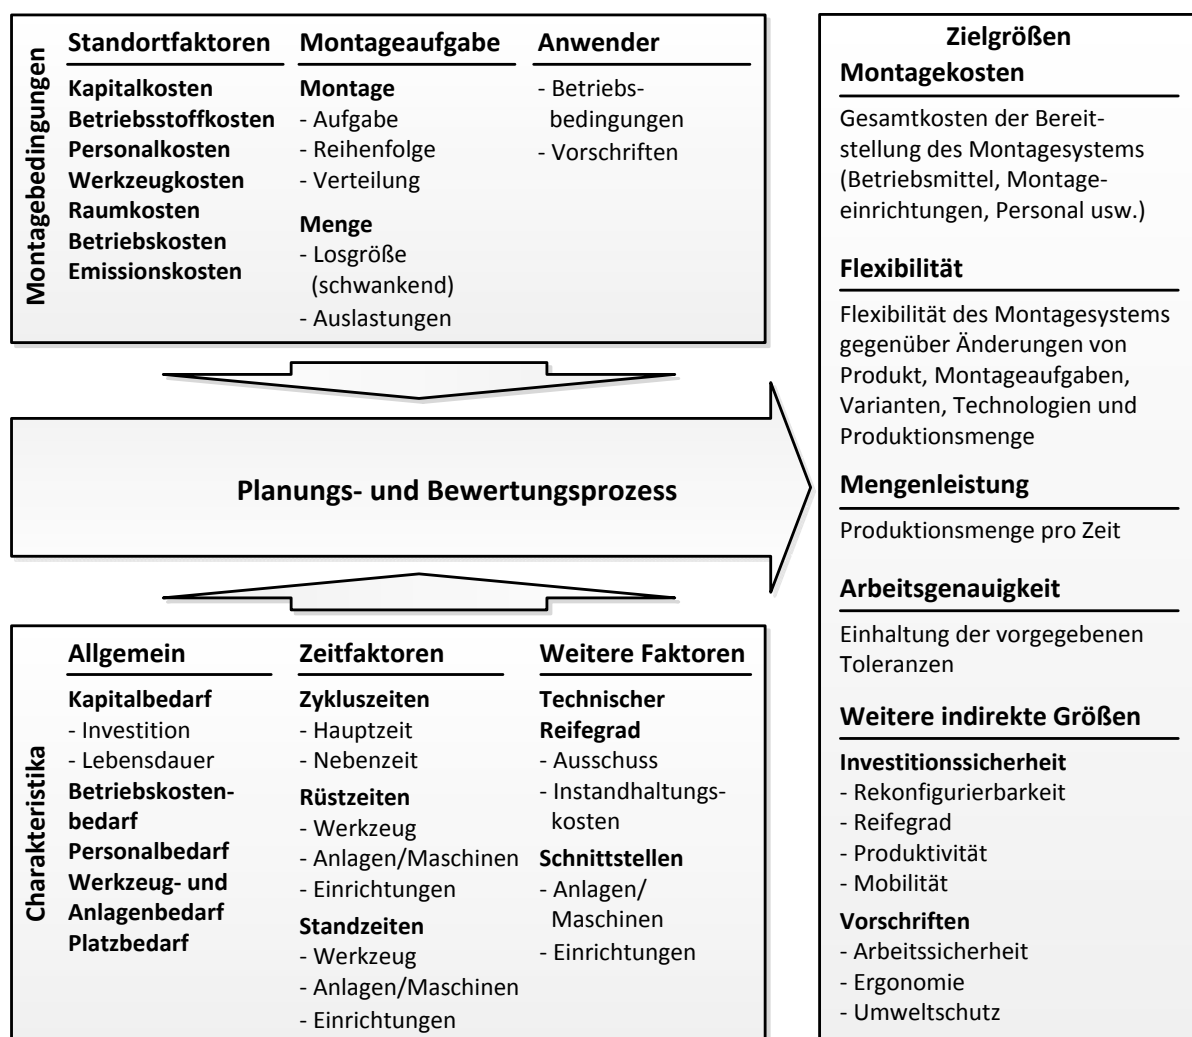 Montagebedingungen
Standortfaktoren
Kapitalkosten
Betriebsstoffkosten
Personalkosten
Werkzeugkosten
Raumkosten
Betriebskosten
Emissionskosten
Montageaufgabe
Montage
- Aufgabe
- Reihenfolge
- Verteilung
Menge
- Losgröße
(schwankend)
- Auslastungen
Anwender
- Betriebs-
bedingungen
- Vorschriften
Planungs- und Bewertungsprozess
Charakteristika
Allgemein
Kapitalbedarf
- Investition
- Lebensdauer
Betriebskosten-
bedarf
Personalbedarf
Werkzeug- und
Anlagenbedarf
Platzbedarf
Zeitfaktoren
Zykluszeiten
- Hauptzeit
- Nebenzeit
Rüstzeiten
- Werkzeug
- Anlagen/Maschinen
- Einrichtungen
Standzeiten
- Werkzeug
- Anlagen/Maschinen
- Einrichtungen
Weitere Faktoren
Technischer
Reifegrad
- Ausschuss
- Instandhaltungs-
kosten
Schnittstellen
- Anlagen/
Maschinen
- Einrichtungen
Zielgrößen
Montagekosten
Gesamtkosten der Bereit-
stellung des Montagesystems
(Betriebsmittel, Montage-
einrichtungen, Personal usw.)
Flexibilität
Flexibilität des Montagesystems
gegenüber Änderungen von
Produkt, Montageaufgaben,
Varianten, Technologien und
Produktionsmenge
Mengenleistung
Produktionsmenge pro Zeit
Arbeitsgenauigkeit
Einhaltung der vorgegebenen
Toleranzen
Weitere indirekte Größen
Investitionssicherheit
- Rekonfigurierbarkeit
- Reifegrad
- Produktivität
- Mobilität
Vorschriften
- Arbeitssicherheit
- Ergonomie
- Umweltschutz